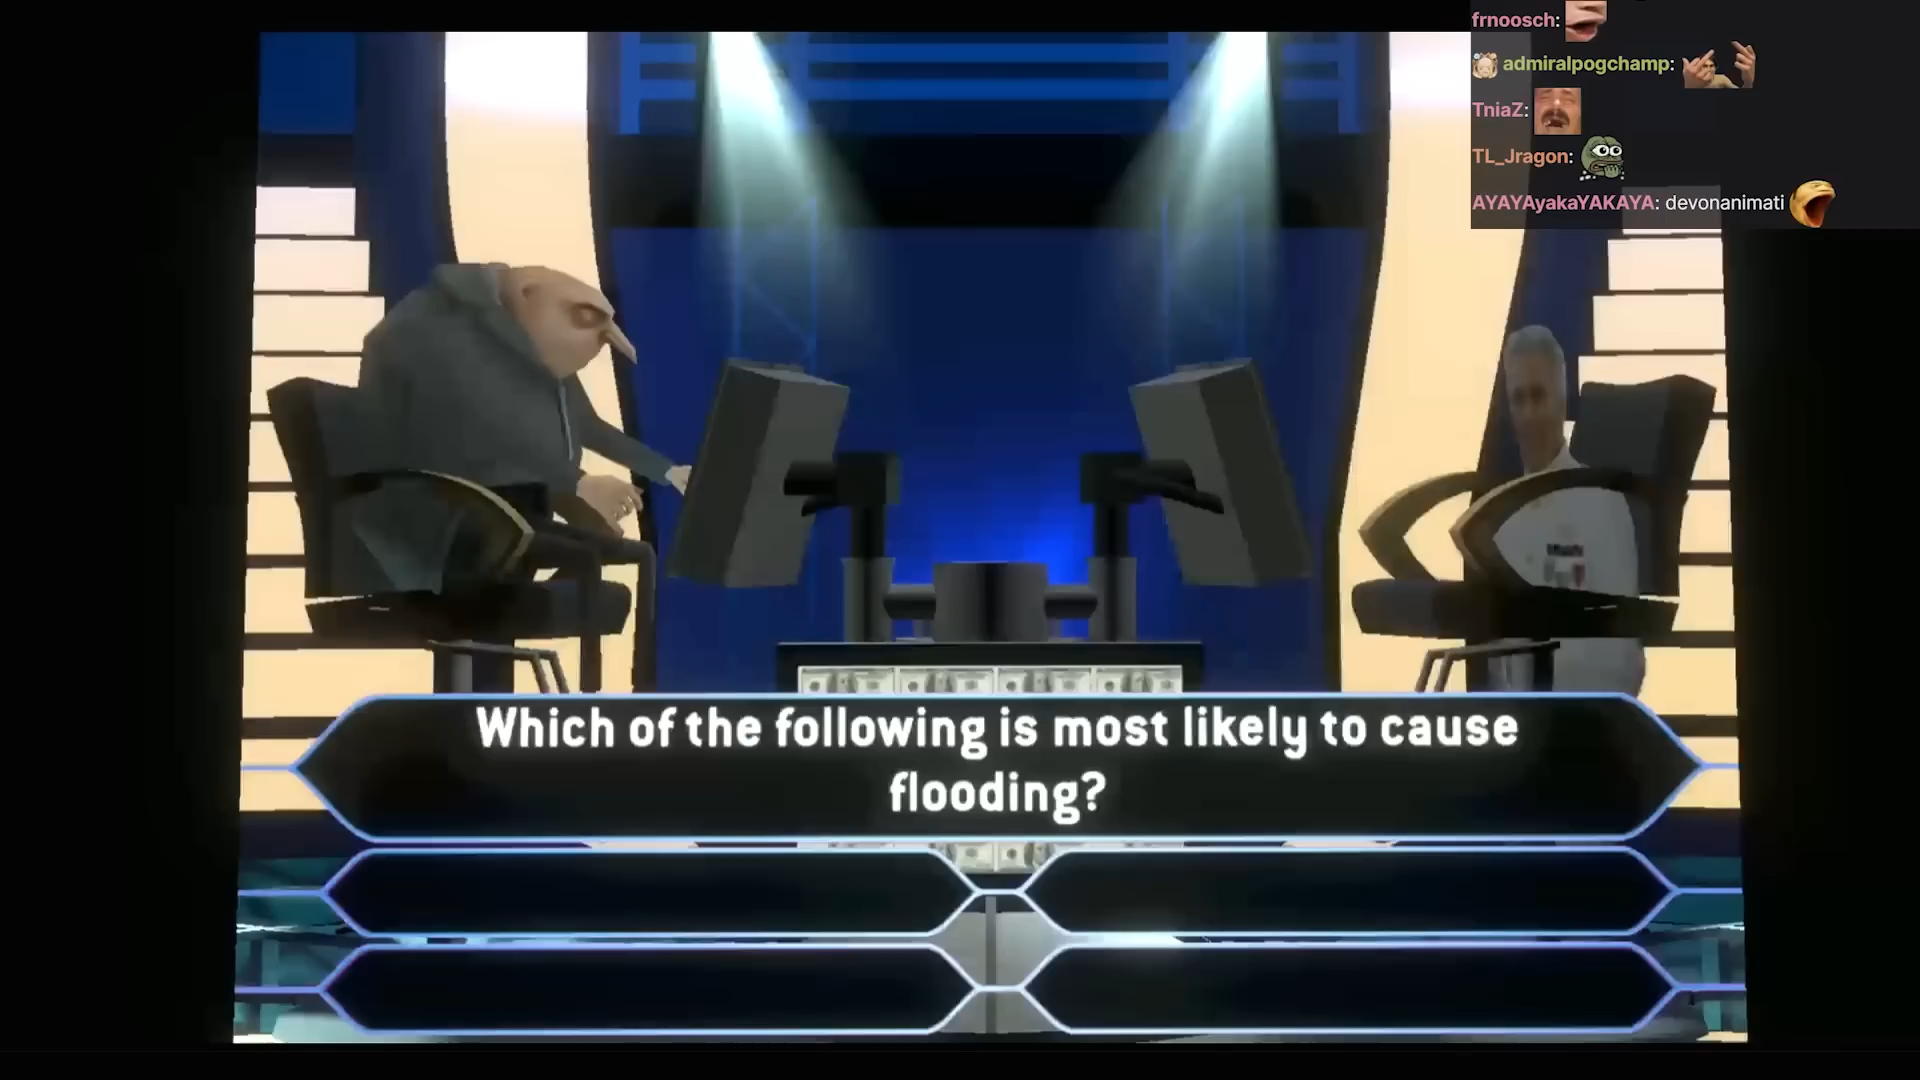 frnoosch:
admiralpogchamp:
TniaZ:
TL_Jragon:
AYAYAyakaYAKAYA: devonanimati
Which of the following is most likely to cause
flooding?